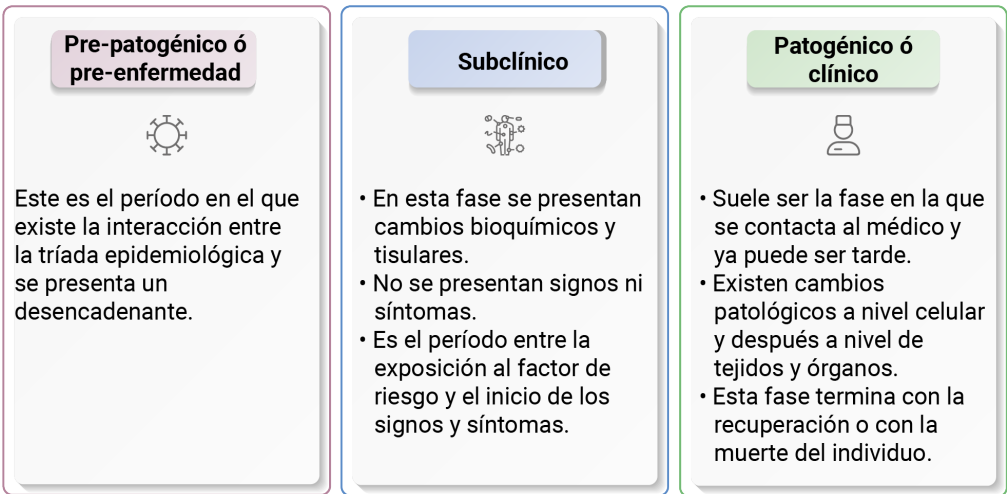 Pre-patogénico ó
pre-enfermedad
Este es el período en el que
existe la interacción entre
la tríada epidemiológica y
se presenta un
desencadenante.
Subclínico
• En esta fase se presentan
cambios bioquímicos y
tisulares.
• No se presentan signos ni
síntomas.
• Es el período entre la
exposición al factor de
riesgo y el inicio de los
signos y síntomas.
Patogénico ó
clínico
• Suele ser la fase en la que
se contacta al médico y
ya puede ser tarde.
• Existen cambios
patológicos a nivel celular
y después a nivel de
tejidos y órganos.
• Esta fase termina con la
recuperación o con la
muerte del individuo.